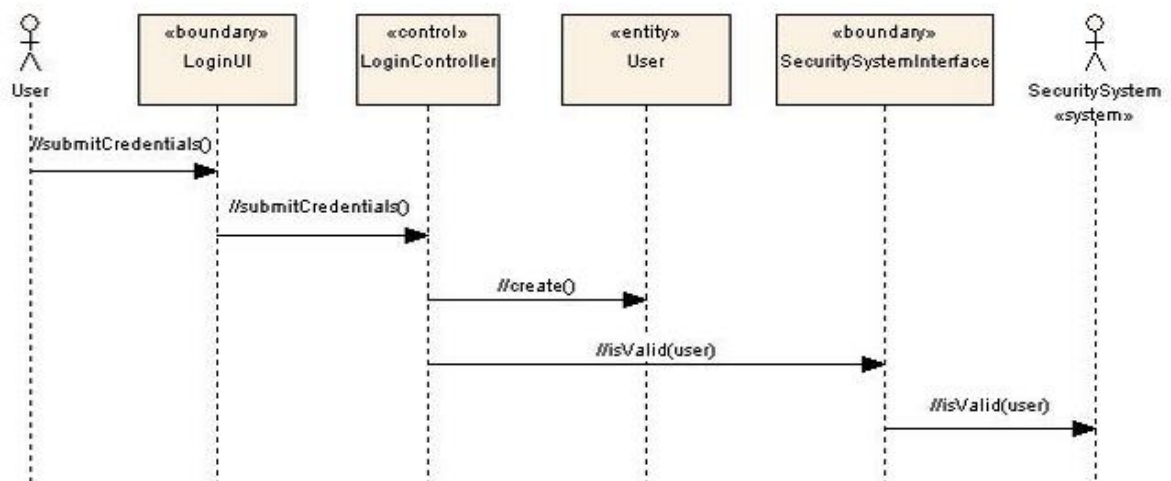 User
«boundary»
LoginUI
«control»
LoginController
«entity»
User
«boundary»
SecuritySystemInterface
SecuritySystem
«system»
//submitCredentials()
//submitCredentials()
//create()
//isValid(user)
//isValid(user)